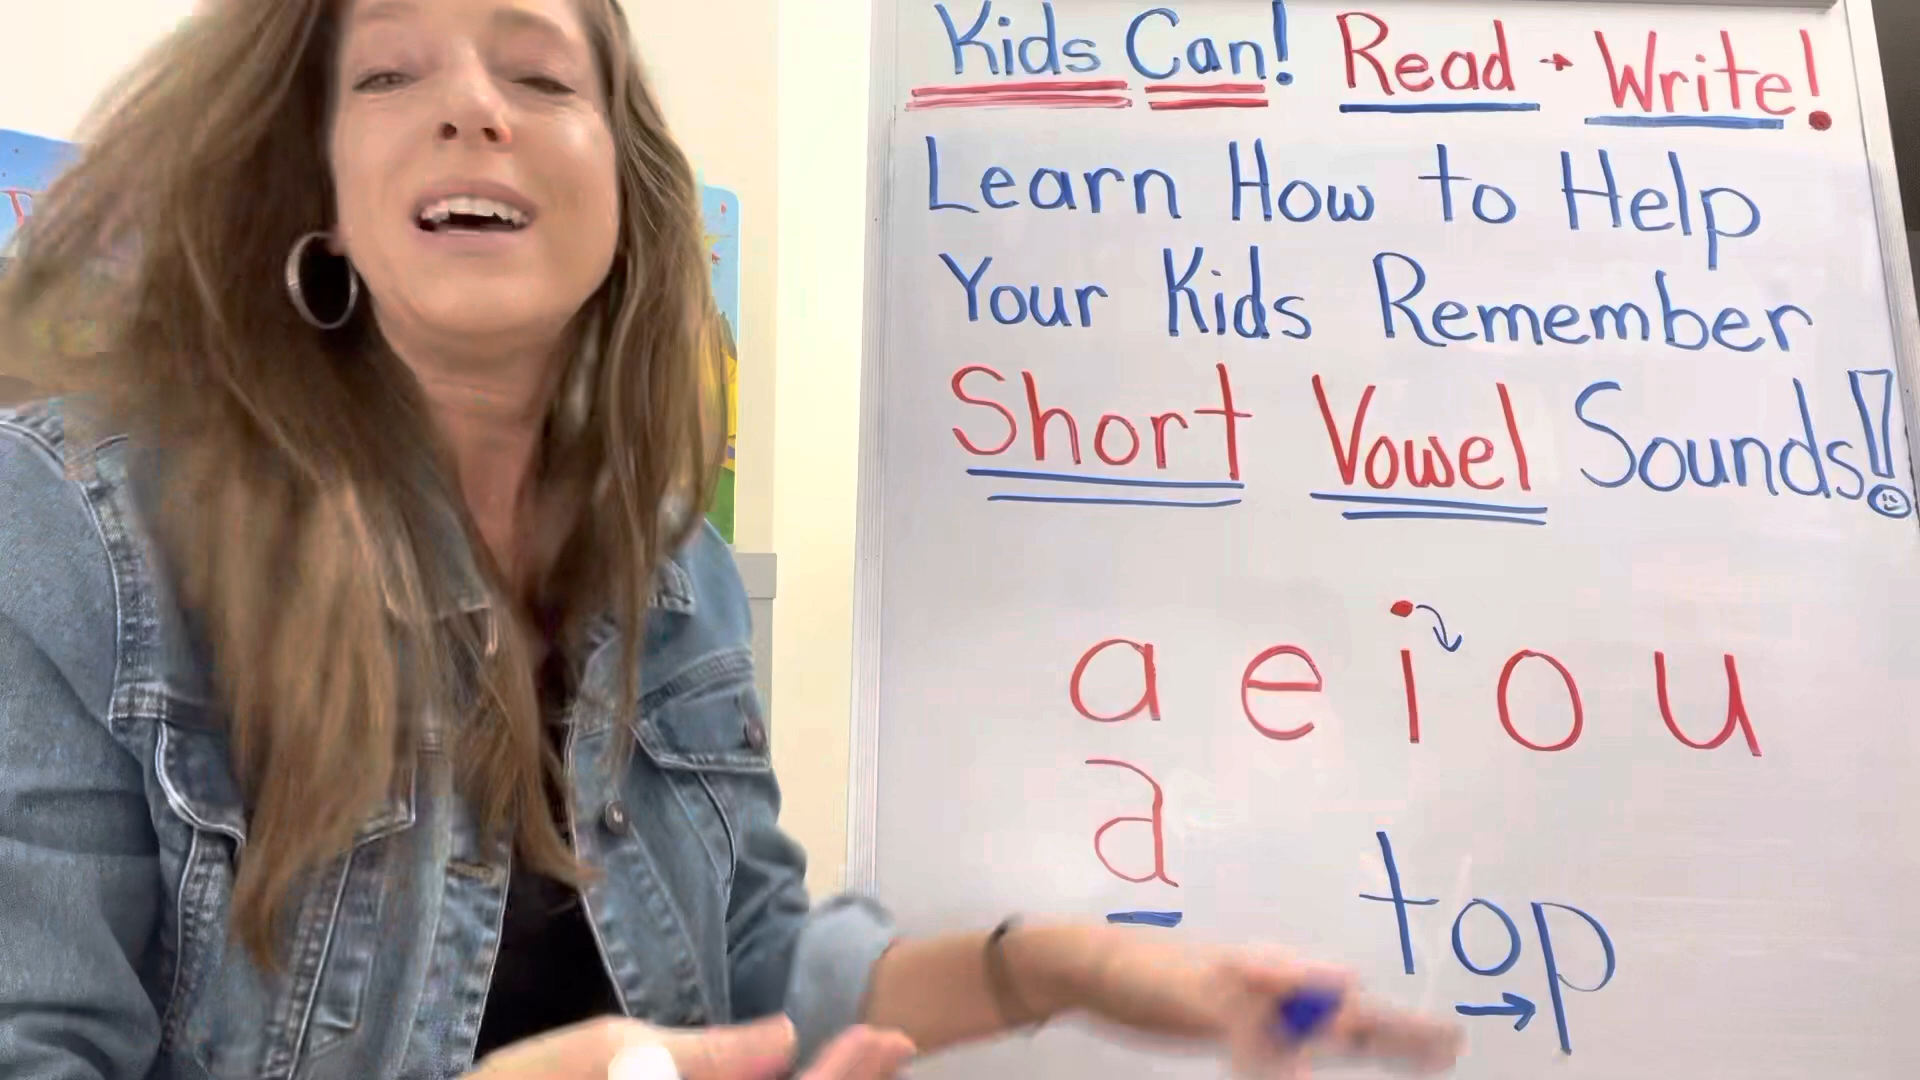 Kids Can! Read → Write!
Learn How to Help
Your Kids Remember
Short Vowel Sounds!!
a e i o u
a
top